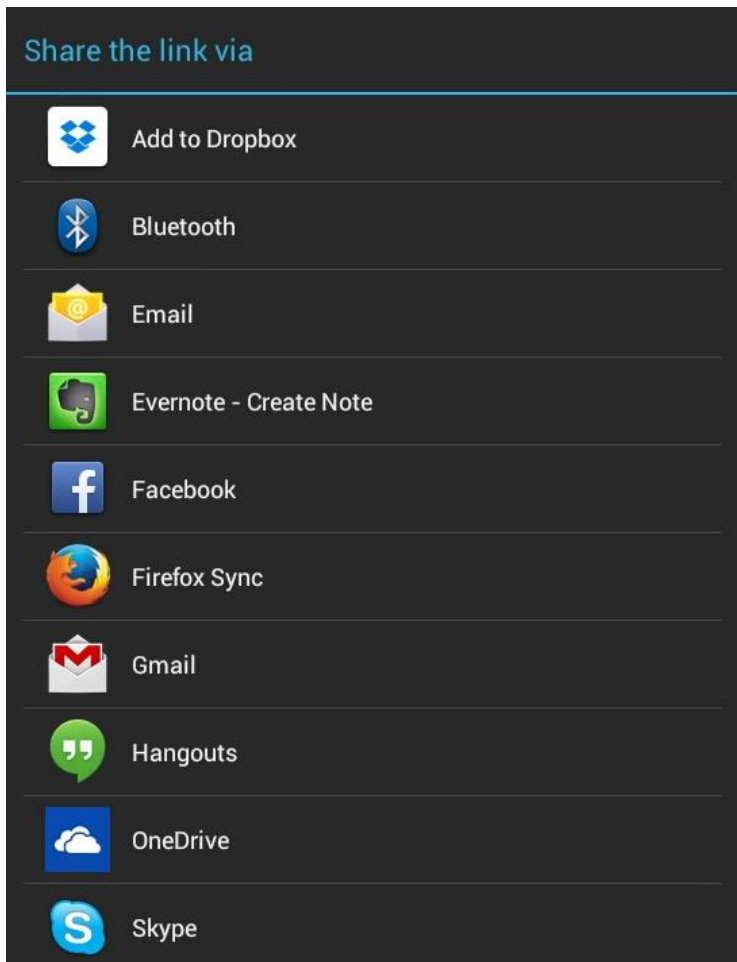 Share the link via
Add to Dropbox
Bluetooth
@
Email
Evernote - Create Note
f
Facebook
Firefox Sync
M
Gmail
Hangouts
OneDrive
S
Skype